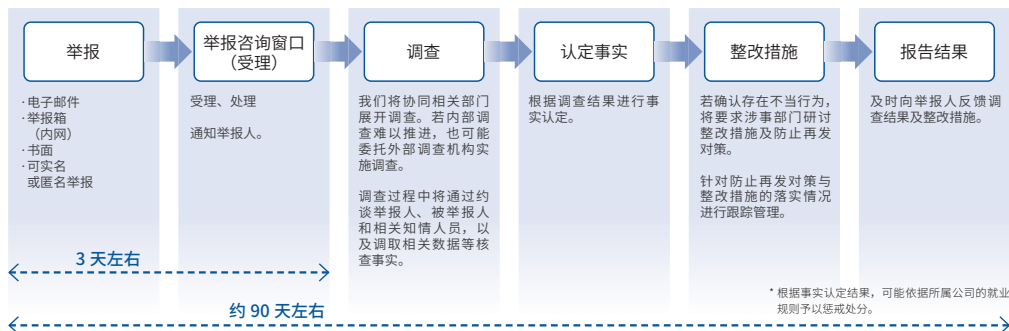 举报
·电子邮件
·举报箱
（内网）
·书面
·可实名
或匿名举报
举报咨询窗口
（受理）
受理、处理
通知举报人。
调查
我们将协同相关部门
展开调查。若内部调
查难以推进，也可能
委托外部调查机构实
施调查。
调查过程中将通过约
谈举报人、被举报人
和相关知情人员，以
及调取相关数据等核
查事实。
认定事实
根据调查结果进行事
实认定。
整改措施
若确认存在不当行为，
将要求涉事部门研讨
整改措施及防止再发
对策。
针对防止再发对策与
整改措施的落实情况
进行跟踪管理。
报告结果
及时向举报人反馈调
查结果及整改措施。
3 天左右
* 根据事实认定结果，可能依据所属公司的就业
规则予以惩戒处分。
约 90 天左右